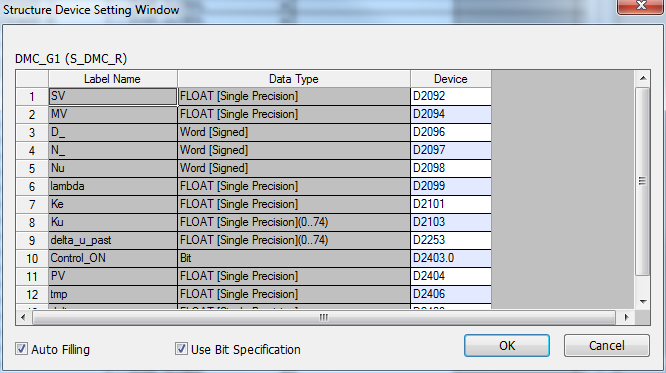 Structure Device Setting Window
DMC_G1 (S_DMC_R)
Label Name Data Type Device
1 SV FLOAT [Single Precision] D2092
2 MV FLOAT [Single Precision] D2094
3 D_ Word [Signed] D2096
4 N_ Word [Signed] D2097
5 Nu Word [Signed] D2098
6 lambda FLOAT [Single Precision] D2099
7 Ke FLOAT [Single Precision] D2101
8 Ku FLOAT [Single Precision](0..74) D2103
9 delta_u_past FLOAT [Single Precision](0..74) D2253
10 Control_ON Bit D2403.0
11 PV FLOAT [Single Precision] D2404
12 tmp FLOAT [Single Precision] D2406
Auto Filling Use Bit Specification OK Cancel